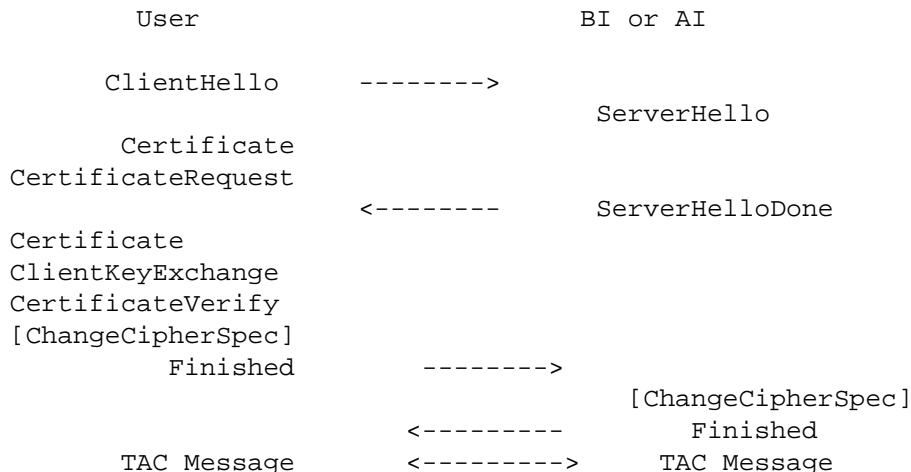 User BI or AI
ClientHello -------->
ServerHello
Certificate
CertificateRequest
<-------- ServerHelloDone
Certificate
ClientKeyExchange
CertificateVerify
[ChangeCipherSpec]
Finished -------->
[ChangeCipherSpec]
<--------- Finished
TAC Message <---------> TAC Message